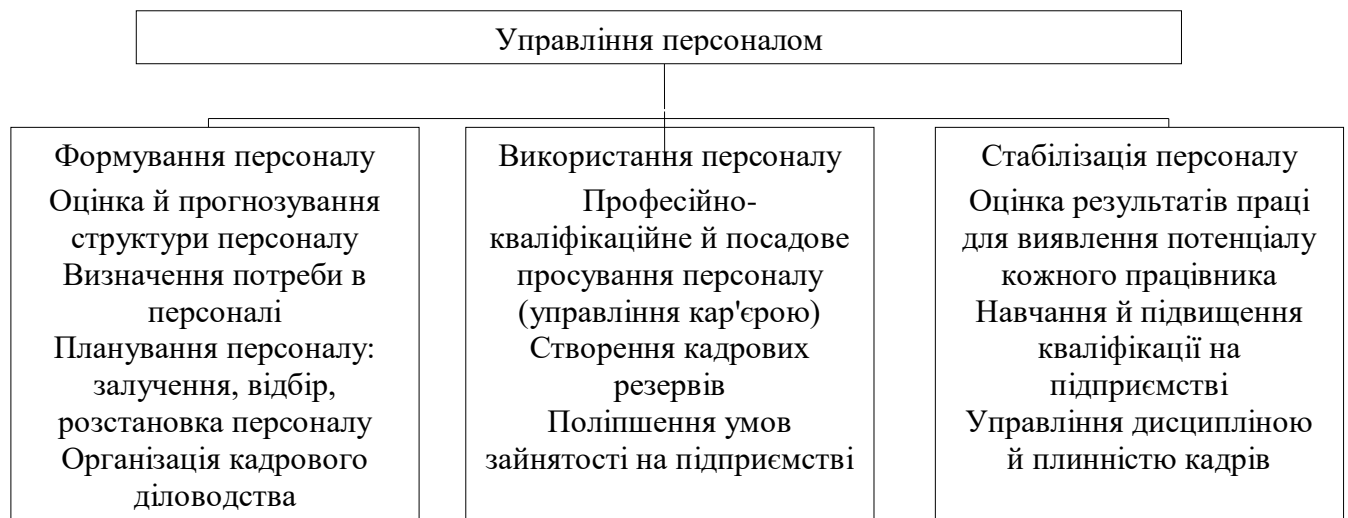 Управління персоналом
Формування персоналу
Оцінка й прогнозування
структури персоналу
Визначення потреби в
персоналі
Планування персоналу:
залучення, відбір,
розстановка персоналу
Організація кадрового
діловодства
Використання персоналу
Професійно-
кваліфікаційне й посадове
просування персоналу
(управління кар'єрою)
Створення кадрових
резервів
Поліпшення умов
зайнятості на підприємстві
Стабілізація персоналу
Оцінка результатів праці
для виявлення потенціалу
кожного працівника
Навчання й підвищення
кваліфікації на
підприємстві
Управління дисципліною
й плинністю кадрів